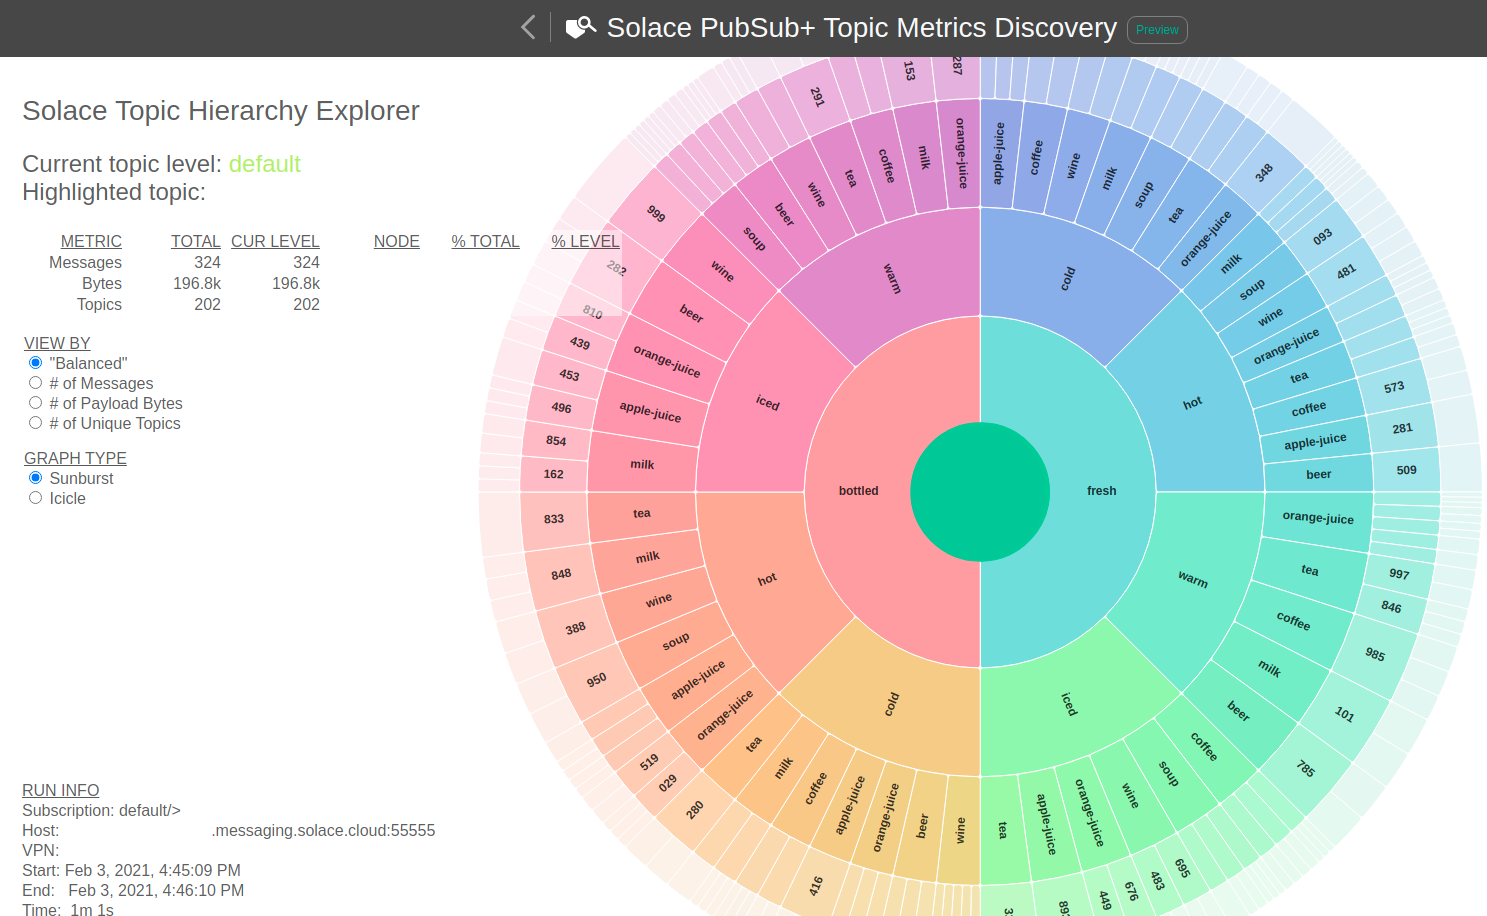 Solace PubSub+ Topic Metrics Discovery Preview
Solace Topic Hierarchy Explorer
Current topic level: default
Highlighted topic:
METRIC TOTAL CUR LEVEL NODE % TOTAL % LEVEL
Messages 324 324
Bytes 196.8k 196.8k
Topics 202 202
VIEW BY
"Balanced"
# of Messages
# of Payload Bytes
# of Unique Topics
GRAPH TYPE
Sunburst
Icicle
RUN INFO
Subscription: default/>
Host: .messaging.solace.cloud:55555
VPN:
Start: Feb 3, 2021, 4:45:09 PM
End: Feb 3, 2021, 4:46:10 PM
Time: 1m 1s
bottled
fresh
cold
apple-juice
coffee
wine
milk
soup
tea
orange-juice
348
hot
milk
soup
wine
orange-juice
tea
coffee
apple-juice
beer
093
481
573
281
509
warm
orange-juice
tea
coffee
milk
beer
997
846
985
101
785
iced
coffee
soup
wine
orange-juice
apple-juice
tea
695
483
676
449
cold
wine
beer
orange-juice
apple-juice
coffee
milk
tea
416
280
hot
orange-juice
apple-juice
soup
wine
milk
tea
029
519
950
388
848
833
iced
milk
apple-juice
orange-juice
beer
wine
162
854
496
453
439
810
282
999
warm
soup
beer
wine
tea
coffee
milk
orange-juice
291
153
287